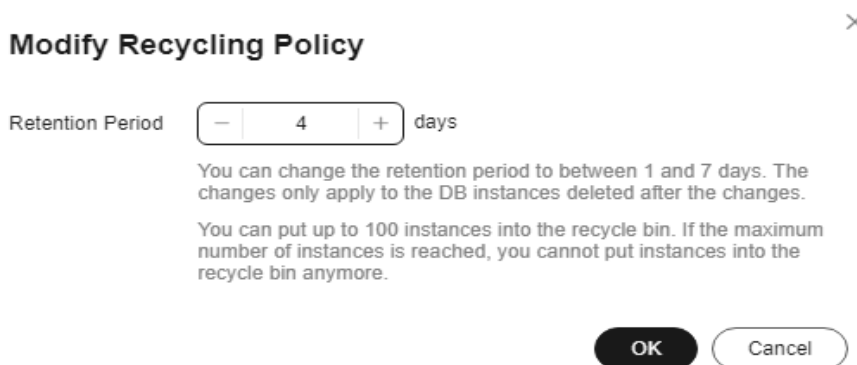 Modify Recycling Policy
Retention Period − 4 + days
You can change the retention period to between 1 and 7 days. The
changes only apply to the DB instances deleted after the changes.
You can put up to 100 instances into the recycle bin. If the maximum
number of instances is reached, you cannot put instances into the
recycle bin anymore.
OK Cancel